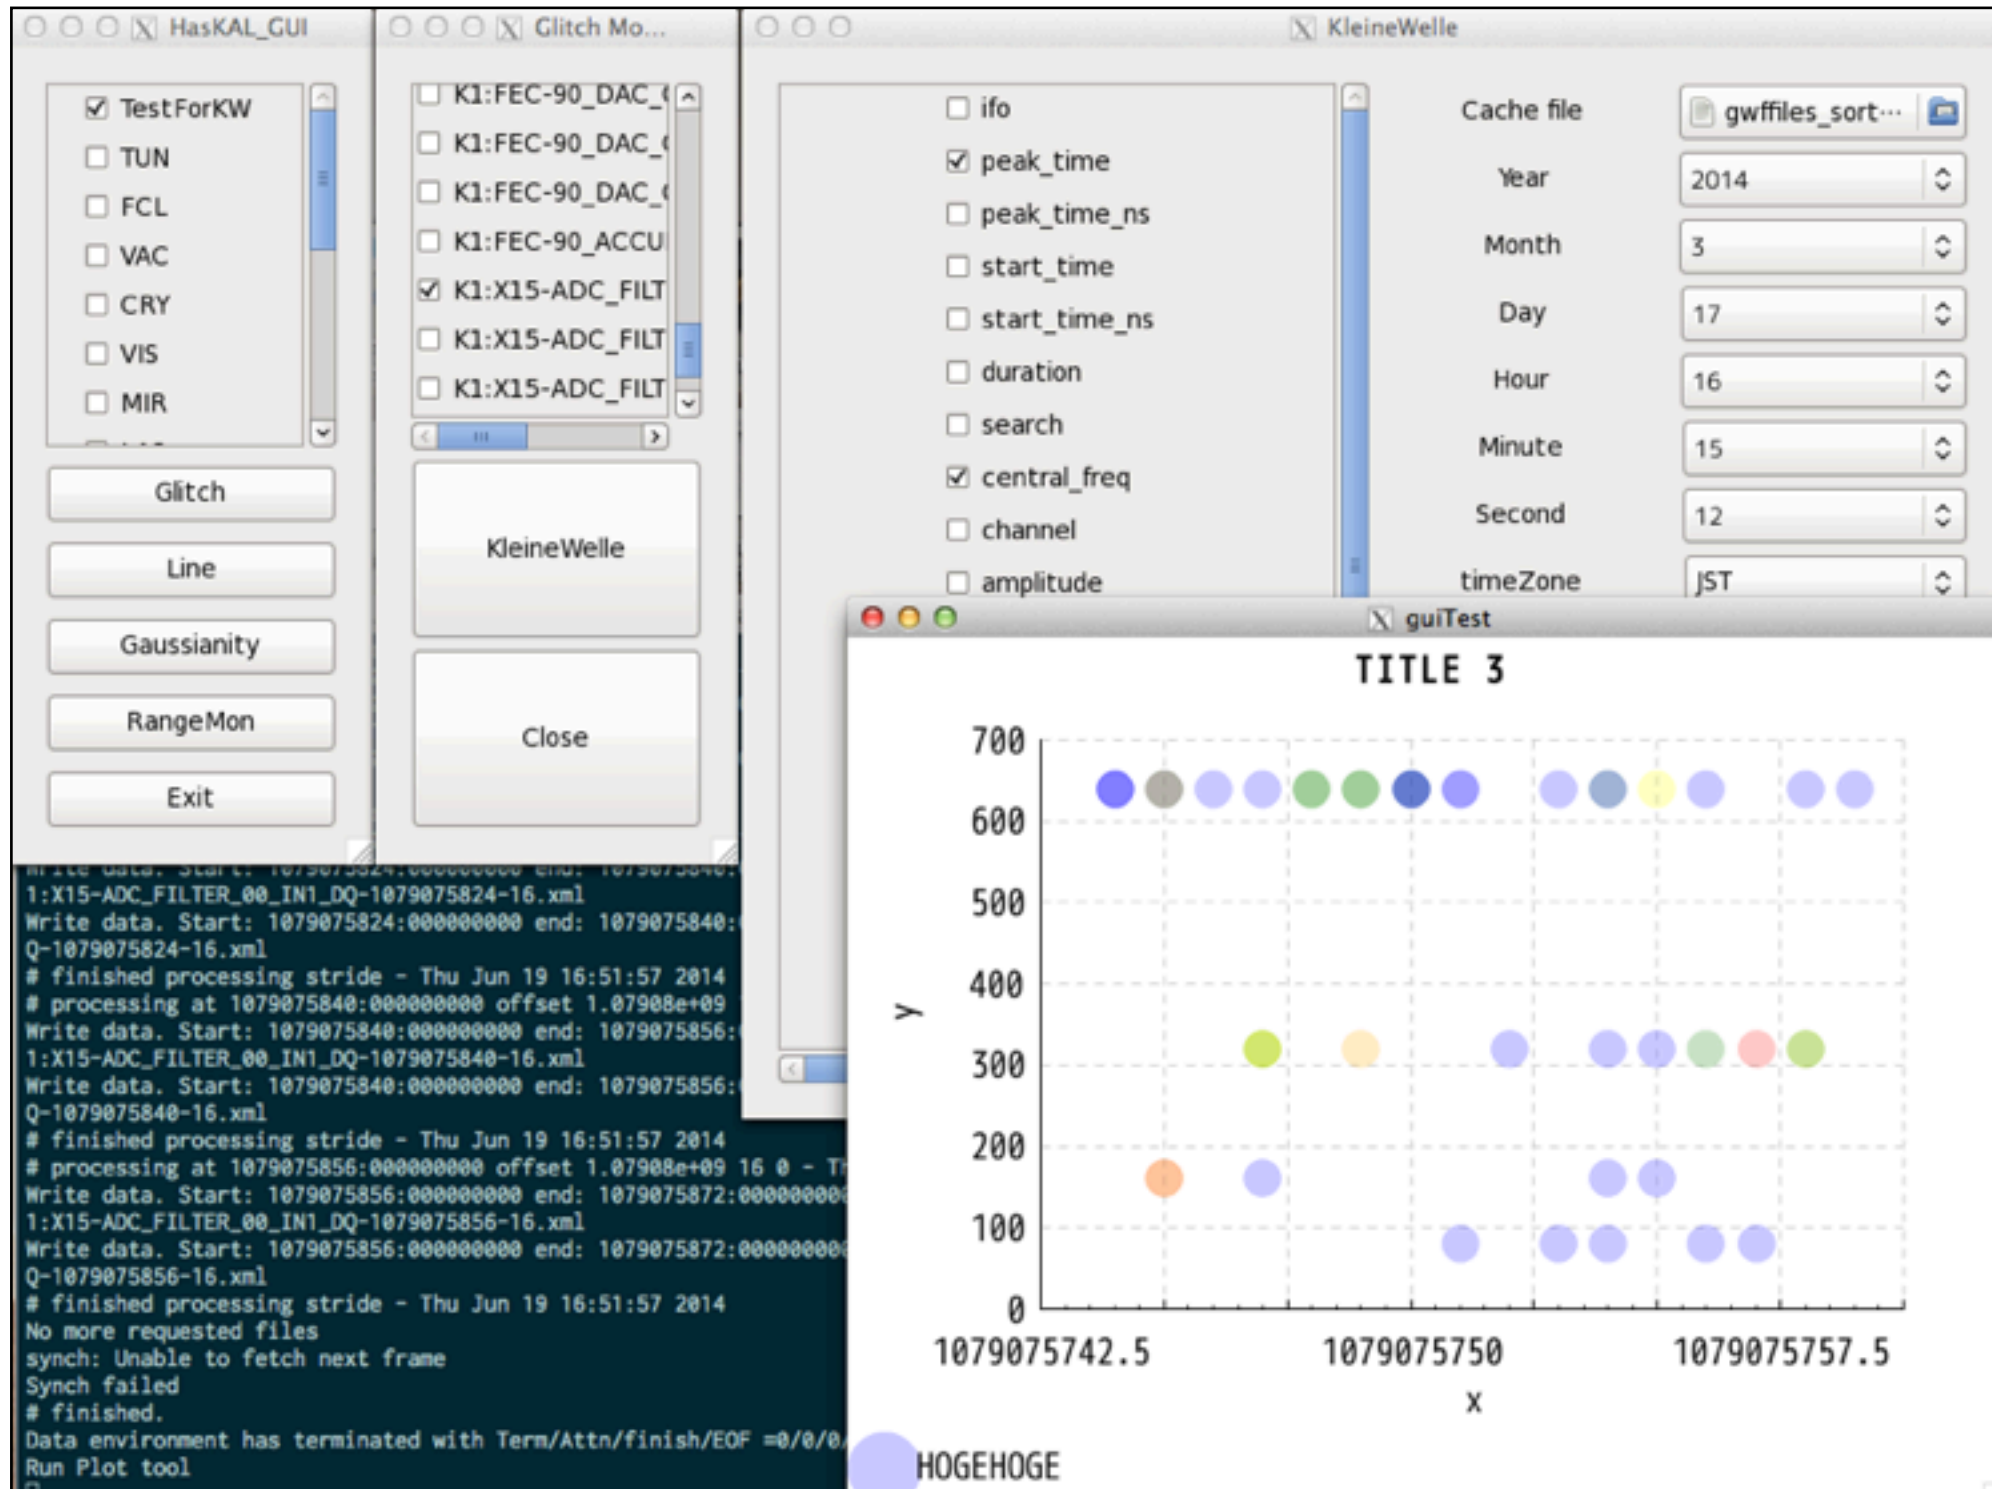 HasKAL_GUI
TestForKW
TUN
FCL
VAC
CRY
VIS
MIR
Glitch
Line
Gaussianity
RangeMon
Exit
Glitch Mo...
K1:FEC-90_DAC_
K1:FEC-90_DAC_
K1:FEC-90_DAC_
K1:FEC-90_ACCU
K1:X15-ADC_FILT
K1:X15-ADC_FILT
K1:X15-ADC_FILT
KleineWelle
Close
KleineWelle
ifo
peak_time
peak_time_ns
start_time
start_time_ns
duration
search
central_freq
channel
amplitude
Cache file gwffiles_sort···
Year 2014
Month 3
Day 17
Hour 16
Minute 15
Second 12
timeZone JST
Write data. Start: 1079075824:000000000 end: 1079075840:
1:X15-ADC_FILTER_00_IN1_DQ-1079075824-16.xml
Write data. Start: 1079075824:000000000 end: 1079075840:
Q-1079075824-16.xml
# finished processing stride - Thu Jun 19 16:51:57 2014
# processing at 1079075840:000000000 offset 1.07908e+09
Write data. Start: 1079075840:000000000 end: 1079075856:
1:X15-ADC_FILTER_00_IN1_DQ-1079075840-16.xml
Write data. Start: 1079075840:000000000 end: 1079075856:
Q-1079075840-16.xml
# finished processing stride - Thu Jun 19 16:51:57 2014
# processing at 1079075856:000000000 offset 1.07908e+09 16 0 - Th
Write data. Start: 1079075856:000000000 end: 1079075872:000000000
1:X15-ADC_FILTER_00_IN1_DQ-1079075856-16.xml
Write data. Start: 1079075856:000000000 end: 1079075872:000000000
Q-1079075856-16.xml
# finished processing stride - Thu Jun 19 16:51:57 2014
No more requested files
synch: Unable to fetch next frame
Synch failed
# finished.
Data environment has terminated with Term/Attn/finish/EOF =0/0/0/
Run Plot tool
guiTest
TITLE 3
700
600
500
400
300
200
100
0
y
1079075742.5 1079075750 1079075757.5
x
HOGEHOGE